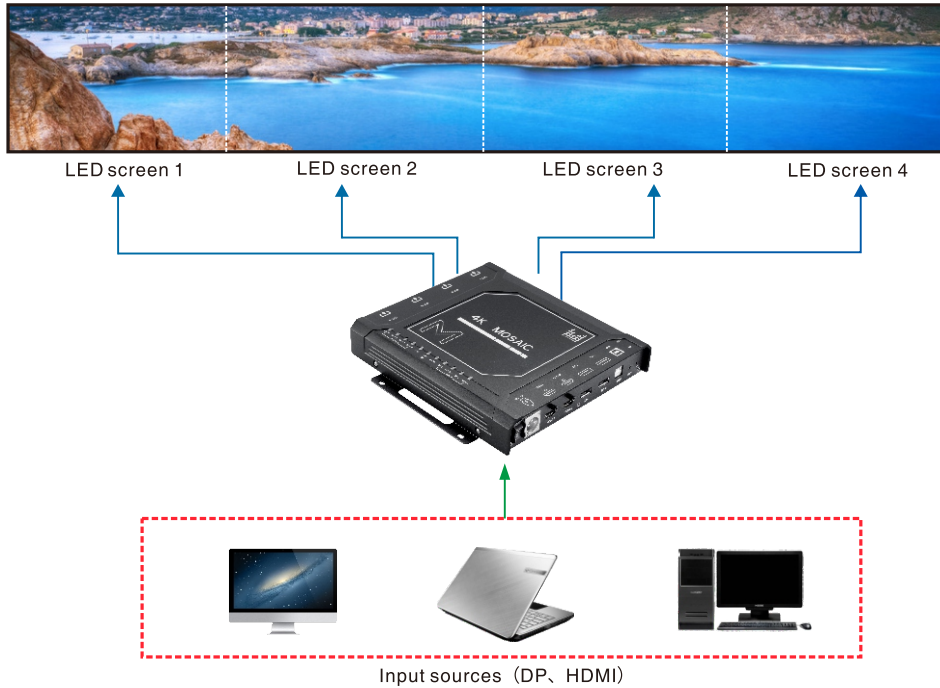 LED screen 1
LED screen 2
LED screen 3
LED screen 4
4K MOSAIC
Input sources（DP、HDMI）